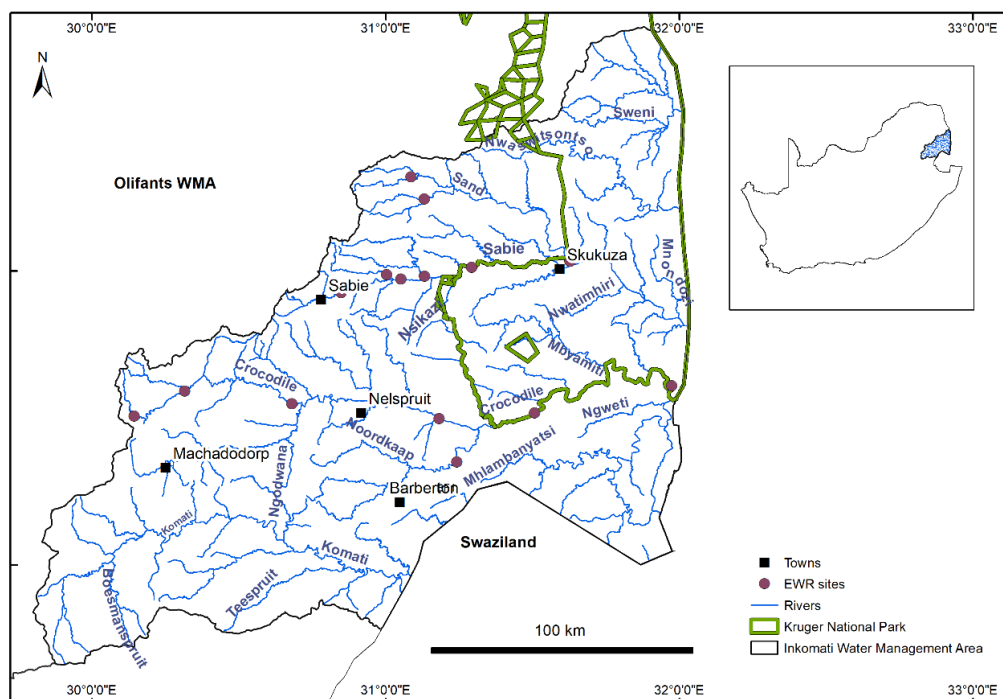 30°0'0"E
31°0'0"E
32°0'0"E
33°0'0"E
N
Sweni
Nwaswitsontso
Olifants WMA
Sand
Sabie
Skukuza
Mnondozi
Sabie
Nwatimhiri
Nsikazi
Mbyamiti
Crocodile
Crocodile
Nelspruit
Ngweti
Noordkaap
Machadodorp
Mhlambanyatsi
Ngodwana
Barberton
Komati
Swaziland
Komati
Boesmanspruit
Teespruit
Towns
EWR sites
Rivers
100 km
Kruger National Park
Inkomati Water Management Area
30°0'0"E
31°0'0"E
32°0'0"E
33°0'0"E